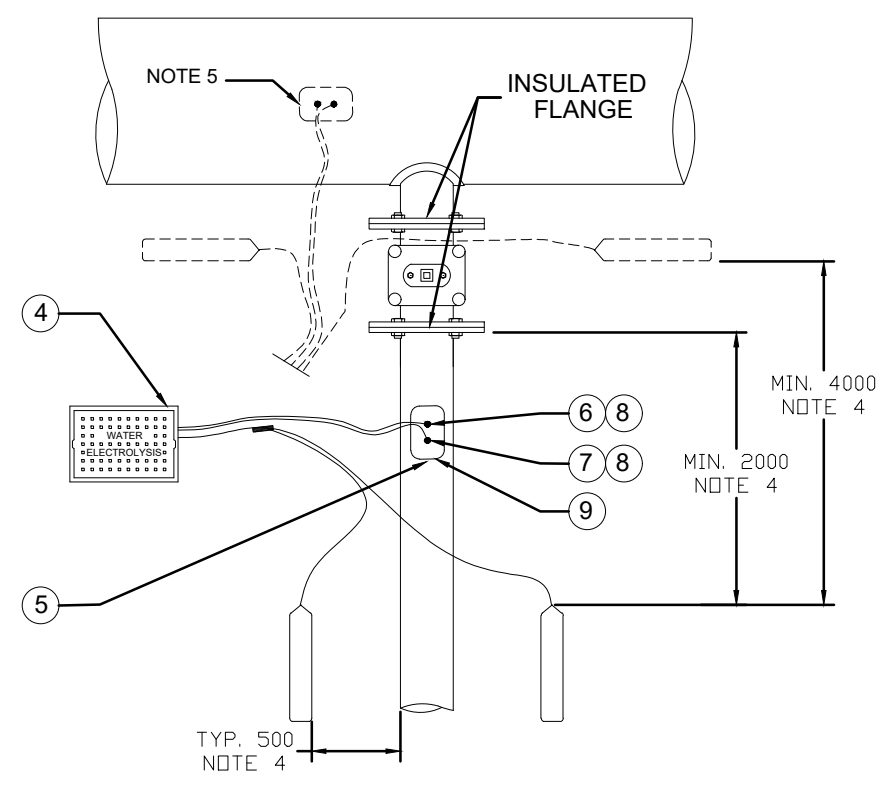 NOTE 5
INSULATED
FLANGE
4
WATER
ELECTROLYSIS
6 8
7 8
9
5
MIN. 4000
NOTE 4
MIN. 2000
NOTE 4
TYP. 500
NOTE 4